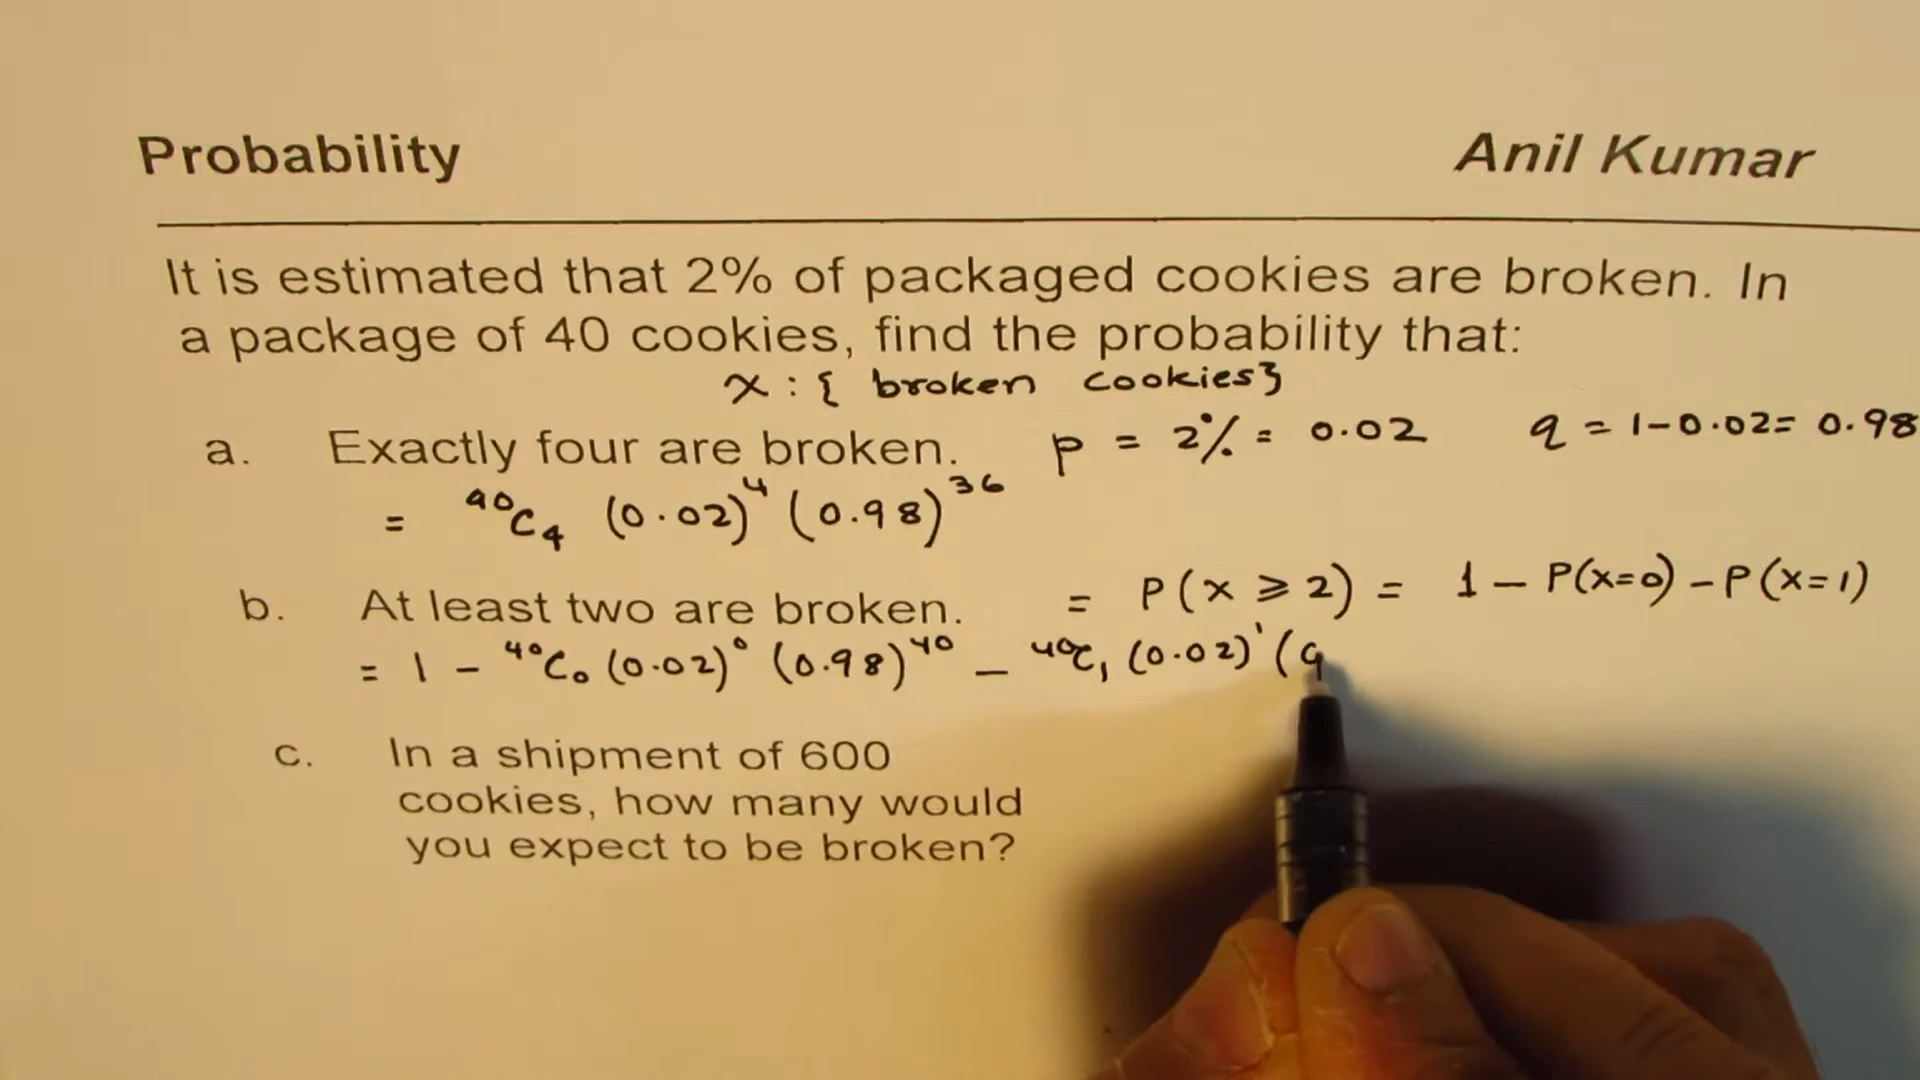 Probability Anil Kumar
It is estimated that 2% of packaged cookies are broken. In
a package of 40 cookies, find the probability that:
x : { broken cookies}
a. Exactly four are broken. p = 2% = 0.02 q = 1-0.02= 0.98
= ⁴⁰C₄ (0.02)⁴ (0.98)³⁶
b. At least two are broken. = P(x ⩾ 2) = 1 - P(x=0) - P(x=1)
= 1 - ⁴⁰C₀ (0.02)⁰ (0.98)⁴⁰ - ⁴⁰C₁ (0.02)¹ (9
c. In a shipment of 600
cookies, how many would
you expect to be broken?